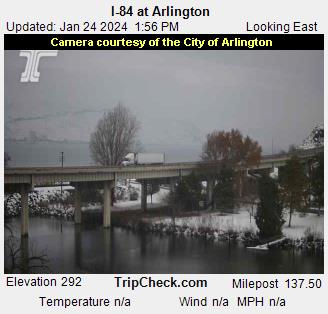 I-84 at Arlington
Updated: Jan 24 2024 1:56 PM Looking East
Camera courtesy of the City of Arlington
Elevation 292 TripCheck.com Milepost 137.50
Temperature n/a Wind n/a MPH n/a